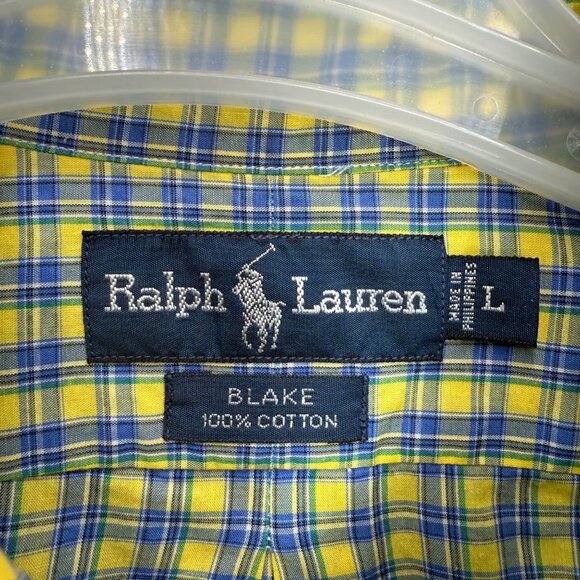 Ralph Lauren
MADE IN
PHILIPPINES
L
BLAKE
100% COTTON